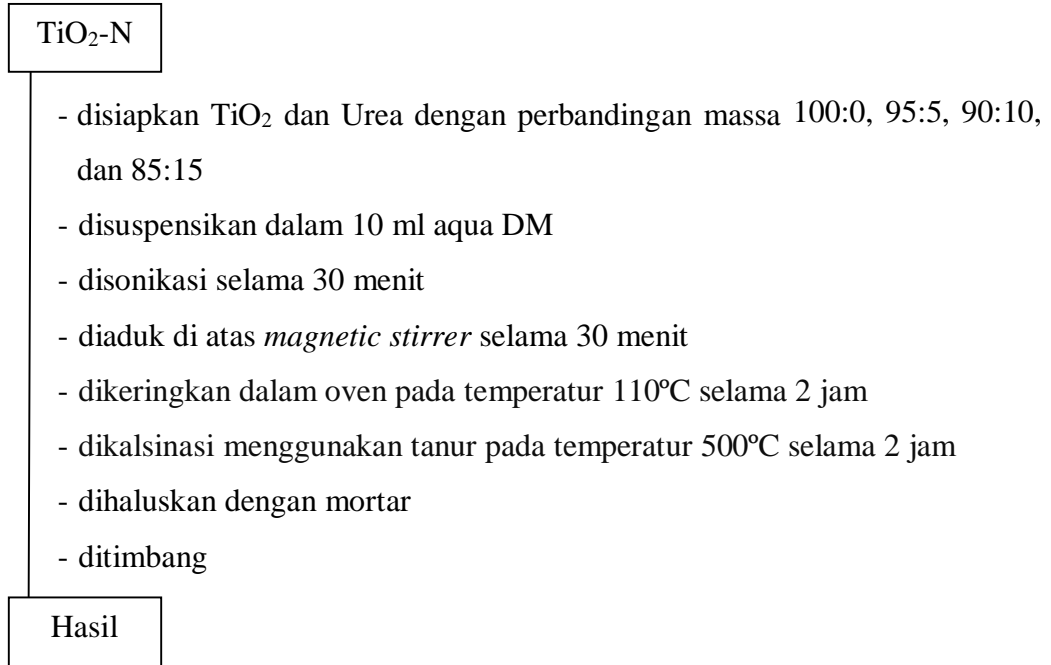 TiO₂-N
- disiapkan TiO₂ dan Urea dengan perbandingan massa 100:0, 95:5, 90:10,
dan 85:15
- disuspensikan dalam 10 ml aqua DM
- disonikasi selama 30 menit
- diaduk di atas magnetic stirrer selama 30 menit
- dikeringkan dalam oven pada temperatur 110ºC selama 2 jam
- dikalsinasi menggunakan tanur pada temperatur 500ºC selama 2 jam
- dihaluskan dengan mortar
- ditimbang
Hasil